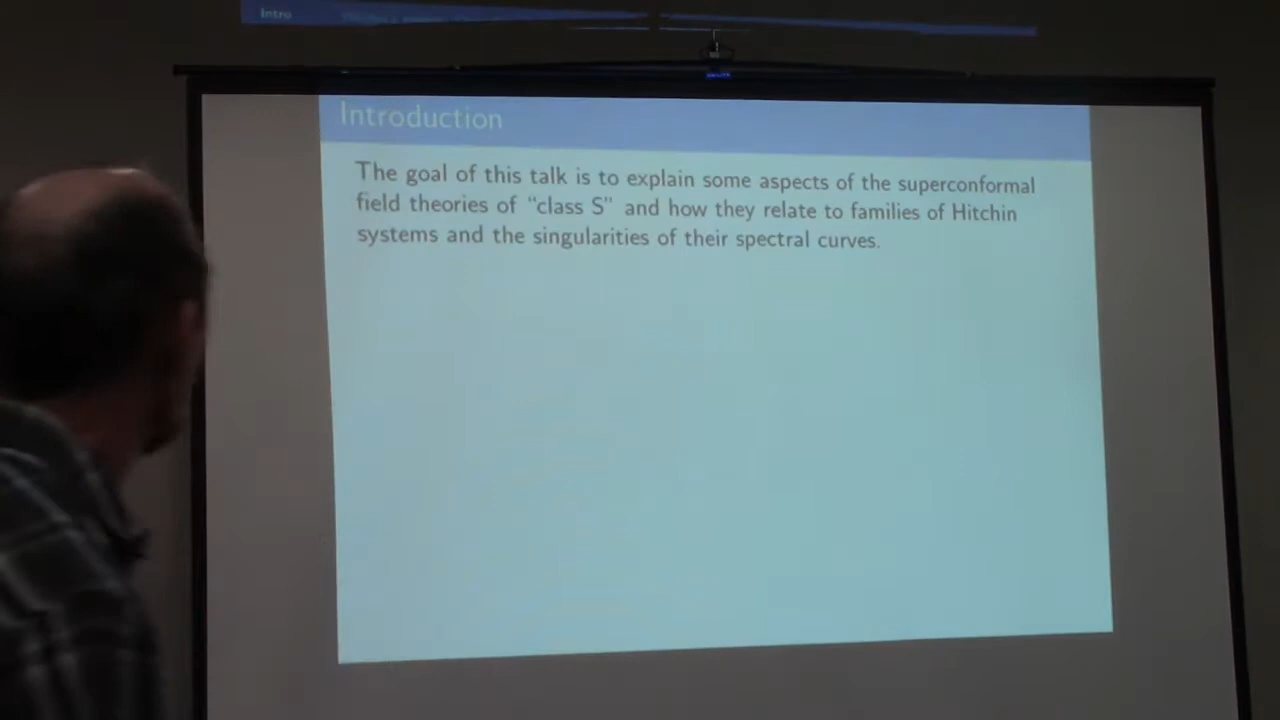 Intro
Introduction
The goal of this talk is to explain some aspects of the superconformal
field theories of “class S” and how they relate to families of Hitchin
systems and the singularities of their spectral curves.